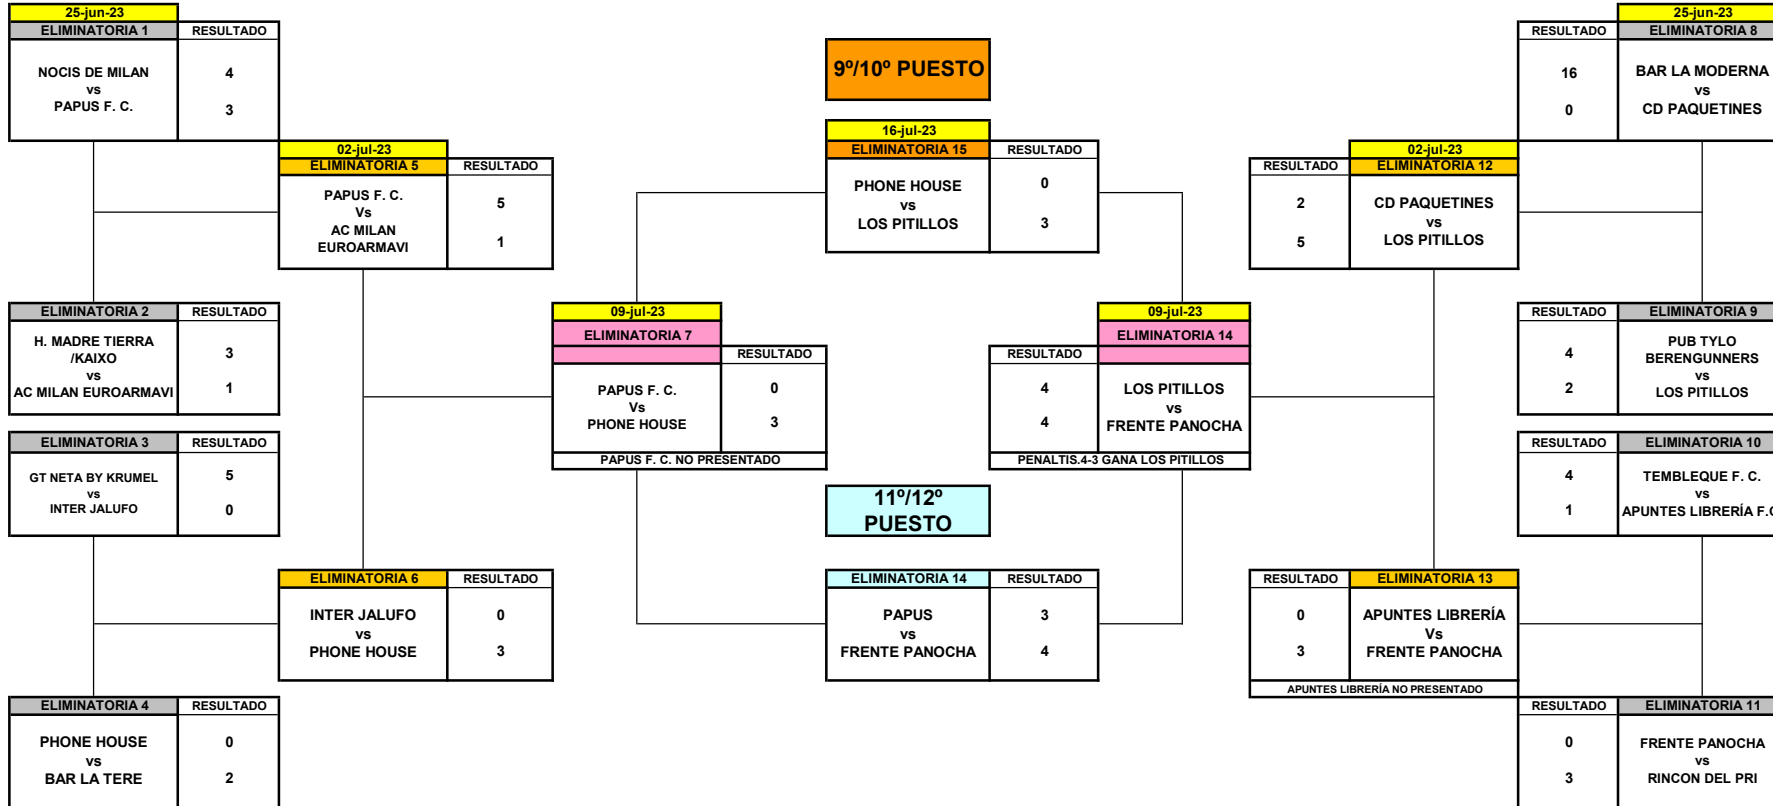 25-jun-23
ELIMINATORIA 1
RESULTADO
NOCIS DE MILAN
vs
PAPUS F. C.
4
3
02-jul-23
ELIMINATORIA 5
RESULTADO
PAPUS F. C.
Vs
AC MILAN
EUROARMAVI
5
1
ELIMINATORIA 2
RESULTADO
H. MADRE TIERRA
/KAIXO
vs
AC MILAN EUROARMAVI
3
1
ELIMINATORIA 3
RESULTADO
GT NETA BY KRUMEL
vs
INTER JALUFO
5
0
ELIMINATORIA 6
RESULTADO
INTER JALUFO
vs
PHONE HOUSE
0
3
ELIMINATORIA 4
RESULTADO
PHONE HOUSE
vs
BAR LA TERE
0
2
09-jul-23
ELIMINATORIA 7
RESULTADO
PAPUS F. C.
Vs
PHONE HOUSE
0
3
PAPUS F. C. NO PRESENTADO
9º/10º PUESTO
16-jul-23
ELIMINATORIA 15
RESULTADO
PHONE HOUSE
vs
LOS PITILLOS
0
3
11º/12º
PUESTO
ELIMINATORIA 14
RESULTADO
PAPUS
vs
FRENTE PANOCHA
3
4
09-jul-23
ELIMINATORIA 14
RESULTADO
4
4
LOS PITILLOS
vs
FRENTE PANOCHA
PENALTIS.4-3 GANA LOS PITILLOS
02-jul-23
RESULTADO
ELIMINATORIA 12
2
5
CD PAQUETINES
vs
LOS PITILLOS
RESULTADO
ELIMINATORIA 13
0
3
APUNTES LIBRERÍA
Vs
FRENTE PANOCHA
APUNTES LIBRERÍA NO PRESENTADO
25-jun-23
RESULTADO
ELIMINATORIA 8
16
0
BAR LA MODERNA
vs
CD PAQUETINES
RESULTADO
ELIMINATORIA 9
4
2
PUB TYLO
BERENGUNNERS
vs
LOS PITILLOS
RESULTADO
ELIMINATORIA 10
4
1
TEMBLEQUE F. C.
vs
APUNTES LIBRERÍA F.C
RESULTADO
ELIMINATORIA 11
0
3
FRENTE PANOCHA
vs
RINCON DEL PRI